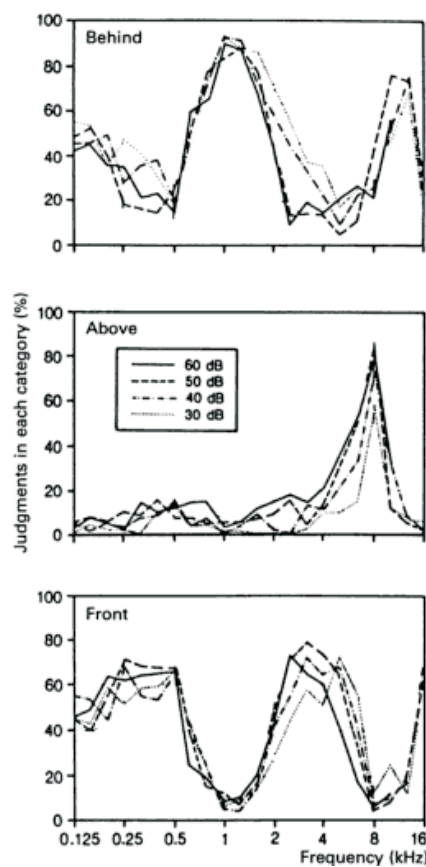 Behind
100
80
60
40
20
0
Above
100
80
60
40
20
0
60 dB
50 dB
40 dB
30 dB
Judgments in each category (%)
Front
100
80
60
40
20
0
0.125 0.25 0.5 1 2 4 8 16
Frequency (kHz)